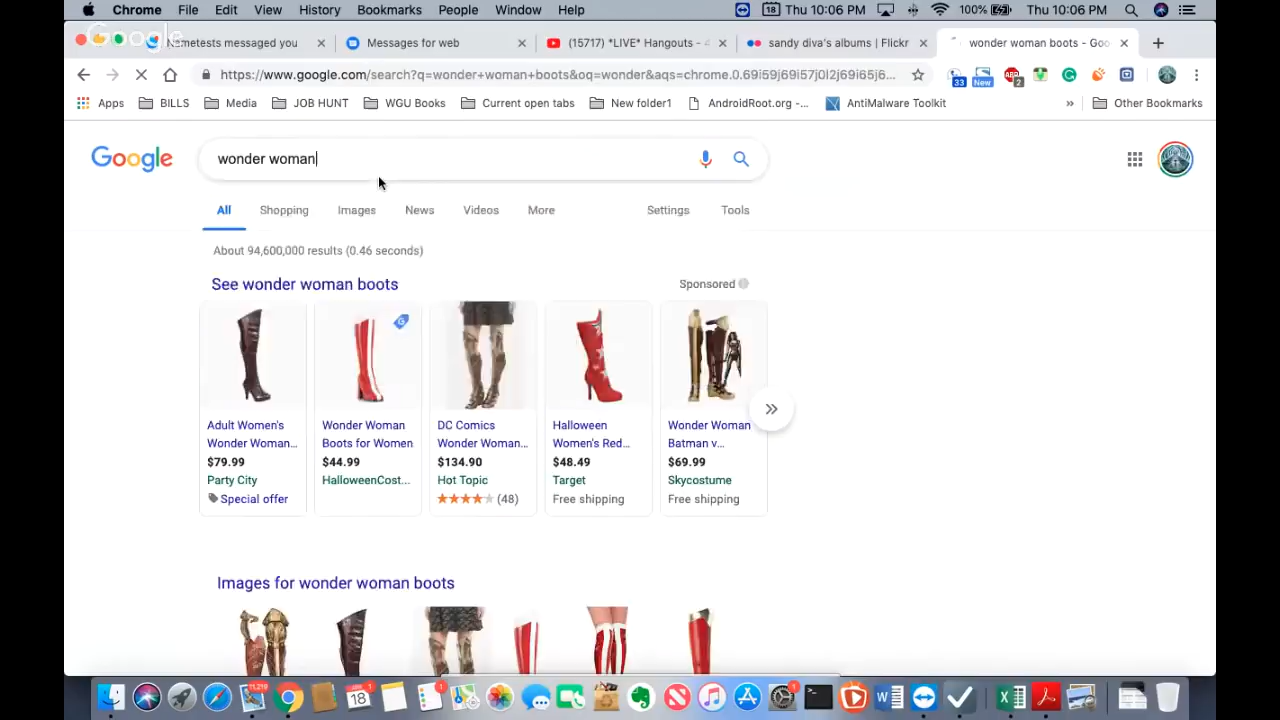 Chrome File Edit View History Bookmarks People Window Help 18 Thu 10:06 PM 100% Thu 10:06 PM
Google
Nametests messaged you Messages for web (15717) *LIVE* Hangouts - 4 sandy diva's albums | Flickr wonder woman boots - Goo
https://www.google.com/search?q=wonder+woman+boots&oq=wonder&aqs=chrome.0.69i59j69i57j0l2j69i65j6... 33 New 2
Apps BILLS Media JOB HUNT WGU Books Current open tabs New folder1 AndroidRoot.org -... AntiMalware Toolkit » Other Bookmarks
Google wonder woman
All Shopping Images News Videos More Settings Tools
About 94,600,000 results (0.46 seconds)
See wonder woman boots Sponsored
Adult Women's Wonder Woman...
$79.99
Party City
Special offer
Wonder Woman Boots for Women
$44.99
HalloweenCost...
DC Comics Wonder Woman...
$134.90
Hot Topic
(48)
Halloween Women's Red...
$48.49
Target
Free shipping
Wonder Woman Batman v...
$69.99
Skycostume
Free shipping
Images for wonder woman boots